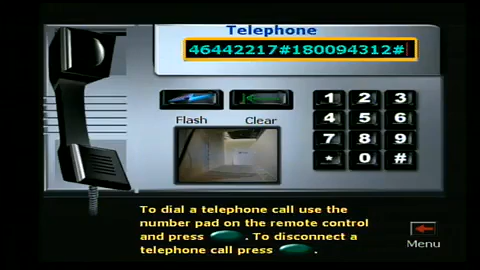 Telephone
46442217#180094312#
Flash
Clear
1 2 3
4 5 6
7 8 9
* 0 #
To dial a telephone call use the
number pad on the remote control
and press . To disconnect a
telephone call press .
Menu